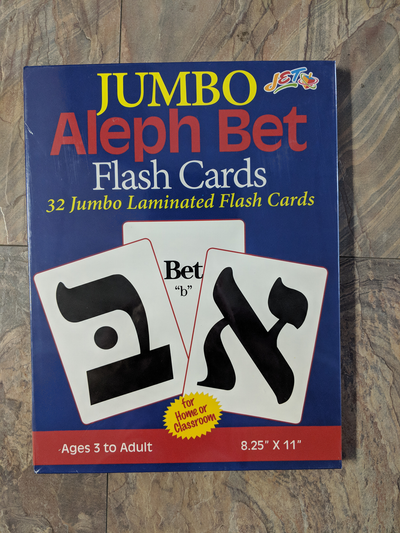 JUMBO
JET
Aleph Bet
Flash Cards
32 Jumbo Laminated Flash Cards
Bet
“b”
א
בּ
for
Home or
Classroom
Ages 3 to Adult
8.25" X 11"